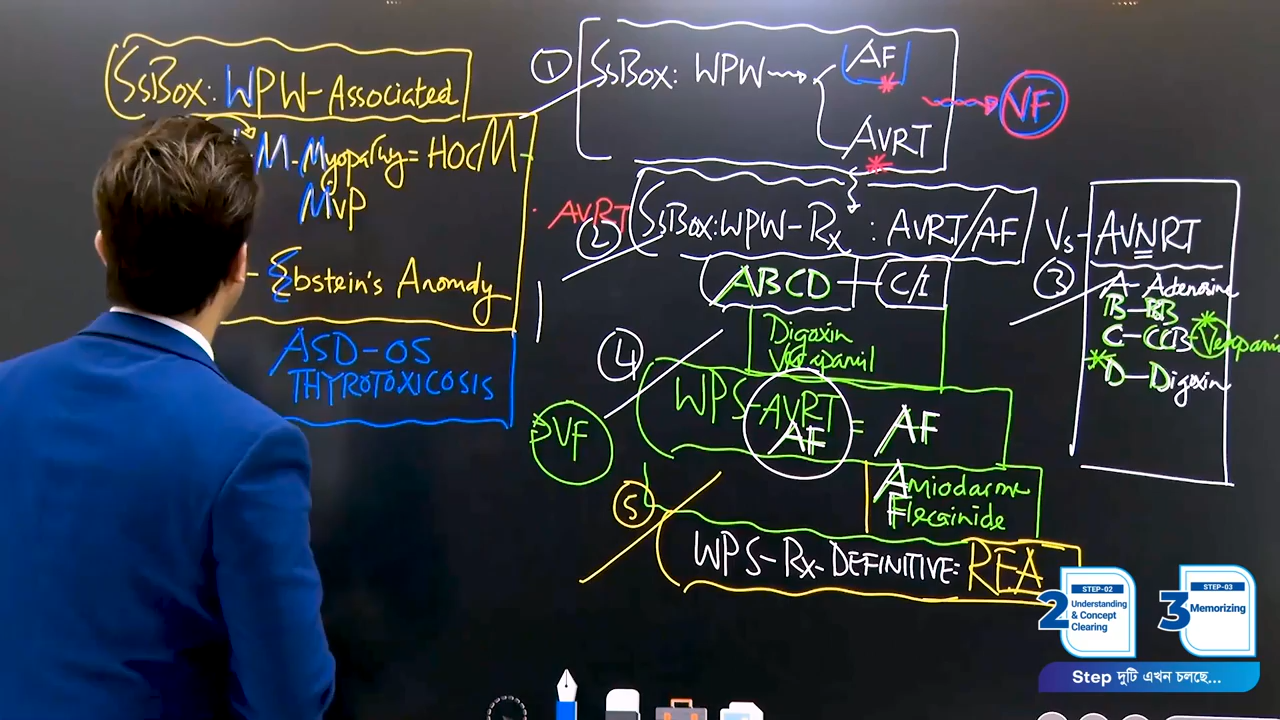 SsBox: WPW-Associated
M-Myopathy= HOCM-
MVP
- Ebstein's Anomaly
ASD-OS
THYROTOXICOSIS
1 SsBox: WPW → AF
AVRT
→ VF
AVRT
2 SsBox: WPW-Rx : AVRT/AF
ABCD - C/I
Digoxin
Verapamil
Vs- AVNRT
3
A- Adenosine
B-BB
C-CCB-Verapami
D-Digoxin
4
WPS-AVRT = AF
AF
VF
Amiodarone
Flecainide
5
WPS-Rx-DEFINITIVE= RFA
2 STEP-02
Understanding
& Concept
Clearing
3 STEP-03
Memorizing
Step দুটি এখন চলছে...